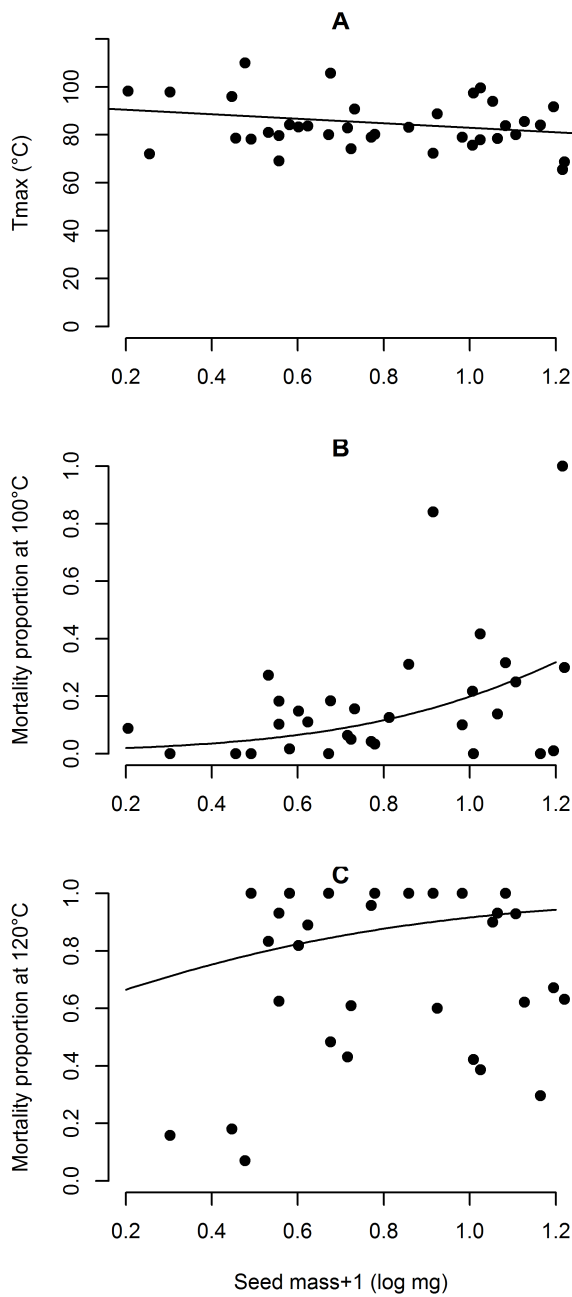 A
Tmax (°C)
0 20 40 60 80 100
0.2 0.4 0.6 0.8 1.0 1.2
B
Mortality proportion at 100°C
0.0 0.2 0.4 0.6 0.8 1.0
0.2 0.4 0.6 0.8 1.0 1.2
C
Mortality proportion at 120°C
0.0 0.2 0.4 0.6 0.8 1.0
0.2 0.4 0.6 0.8 1.0 1.2
Seed mass+1 (log mg)